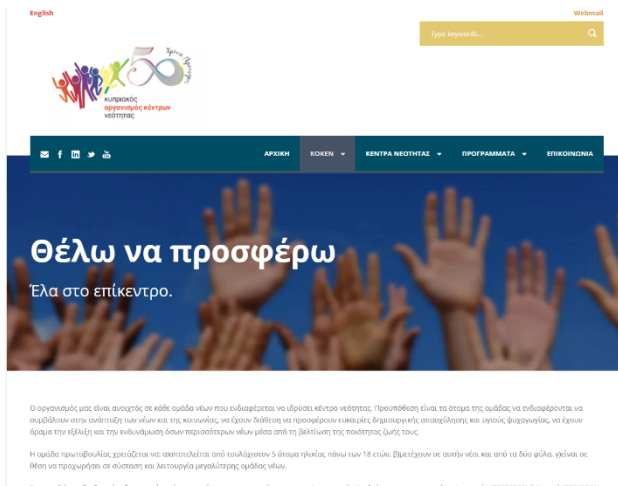 English
Webmail
Type keywords...
50 Χρόνια Προσφοράς
κυπριακός
οργανισμός κέντρων
νεότητας
ΑΡΧΙΚΗ ΚΟΚΕΝ ΚΕΝΤΡΑ ΝΕΟΤΗΤΑΣ ΠΡΟΓΡΑΜΜΑΤΑ ΕΠΙΚΟΙΝΩΝΙΑ
Θέλω να προσφέρω
Έλα στο επίκεντρο.
Ο οργανισμός μας είναι ανοιχτός σε κάθε ομάδα νέων που ενδιαφέρεται να ιδρύσει κέντρο νεότητας. Προϋπόθεση είναι τα άτομα της ομάδας να ενδιαφέρονται να
συμβάλουν στην ανάπτυξη των νέων και της κοινωνίας, να έχουν διάθεση να προσφέρουν ευκαιρίες δημιουργικής απασχόλησης και υγιούς ψυχαγωγίας, να έχουν
όραμα την εξέλιξη και την ενδυνάμωση όσων περισσότερων νέων μέσα από τη βελτίωση της ποιότητας ζωής τους.
Η ομάδα πρωτοβουλίας χρειάζεται να: α)αποτελείται από τουλάχιστον 5 άτομα ηλικίας πάνω των 18 ετών, β)μετέχουν σε αυτήν νέοι και από τα δύο φύλα, γ)είναι σε
θέση να προχωρήσει σε σύσταση και λειτουργία μεγαλύτερης ομάδας νέων.